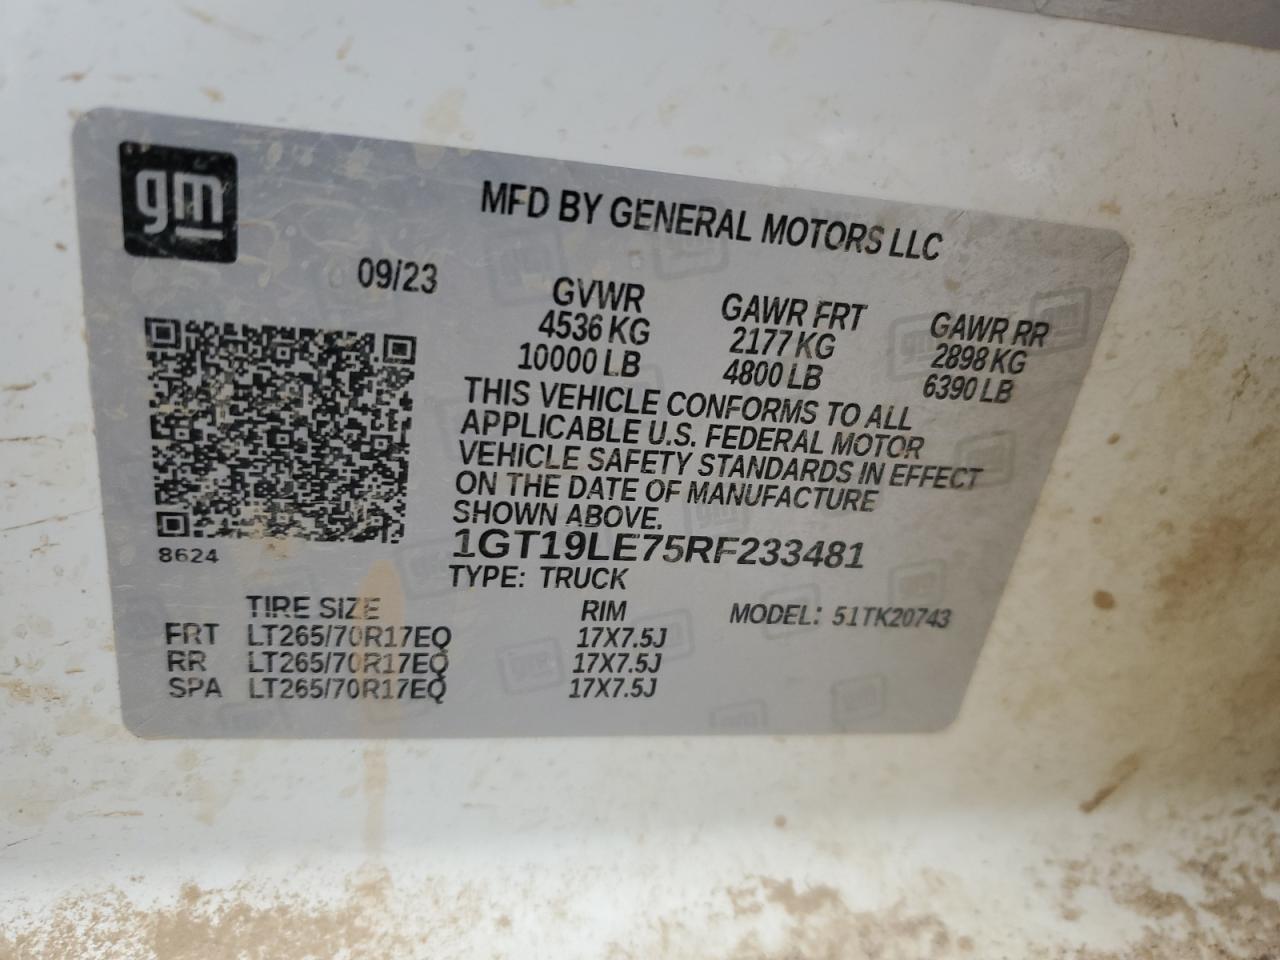 gm
MFD BY GENERAL MOTORS LLC
09/23
GVWR GAWR FRT GAWR RR
4536 KG 2177 KG 2898 KG
10000 LB 4800 LB 6390 LB
THIS VEHICLE CONFORMS TO ALL
APPLICABLE U.S. FEDERAL MOTOR
VEHICLE SAFETY STANDARDS IN EFFECT
ON THE DATE OF MANUFACTURE
SHOWN ABOVE.
8624
1GT19LE75RF233481
TYPE: TRUCK
TIRE SIZE RIM MODEL: 51TK20743
FRT LT265/70R17EQ 17X7.5J
RR LT265/70R17EQ 17X7.5J
SPA LT265/70R17EQ 17X7.5J